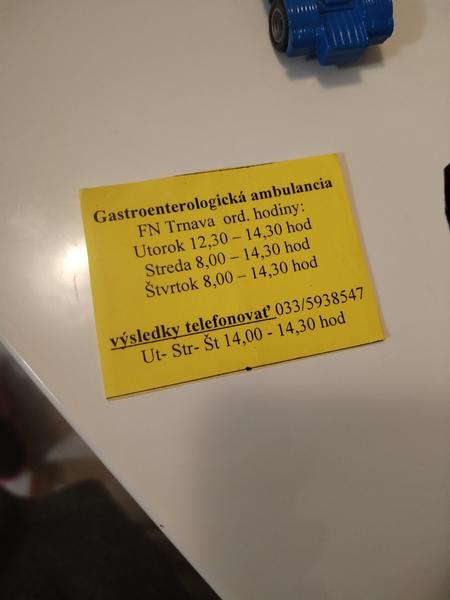 Gastroenterologická ambulancia
FN Trnava ord. hodiny:
Utorok 12,30 – 14,30 hod
Streda 8,00 – 14,30 hod
Štvrtok 8,00 – 14,30 hod
výsledky telefonovať 033/5938547
Ut- Str- Št 14,00 - 14,30 hod